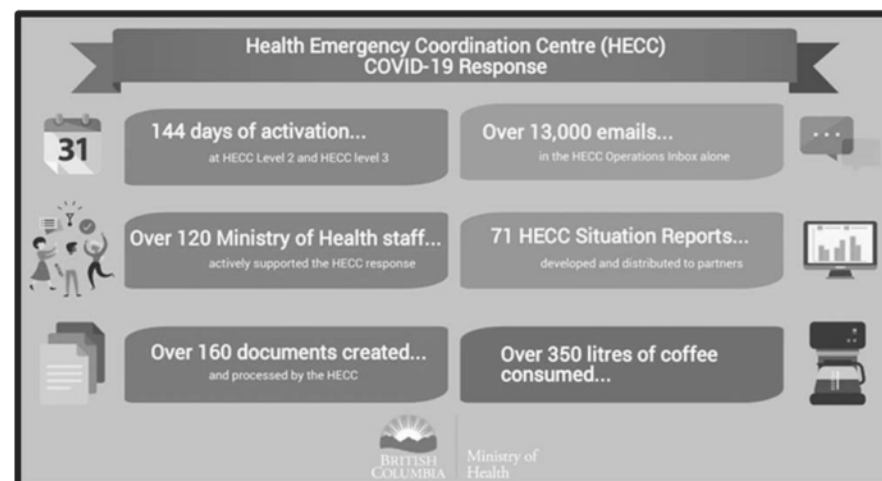 Health Emergency Coordination Centre (HECC)
COVID-19 Response
31
144 days of activation...
at HECC Level 2 and HECC level 3
Over 13,000 emails...
in the HECC Operations Inbox alone
Over 120 Ministry of Health staff...
actively supported the HECC response
71 HECC Situation Reports...
developed and distributed to partners
Over 160 documents created...
and processed by the HECC
Over 350 litres of coffee
consumed...
BRITISH
COLUMBIA
Ministry of
Health